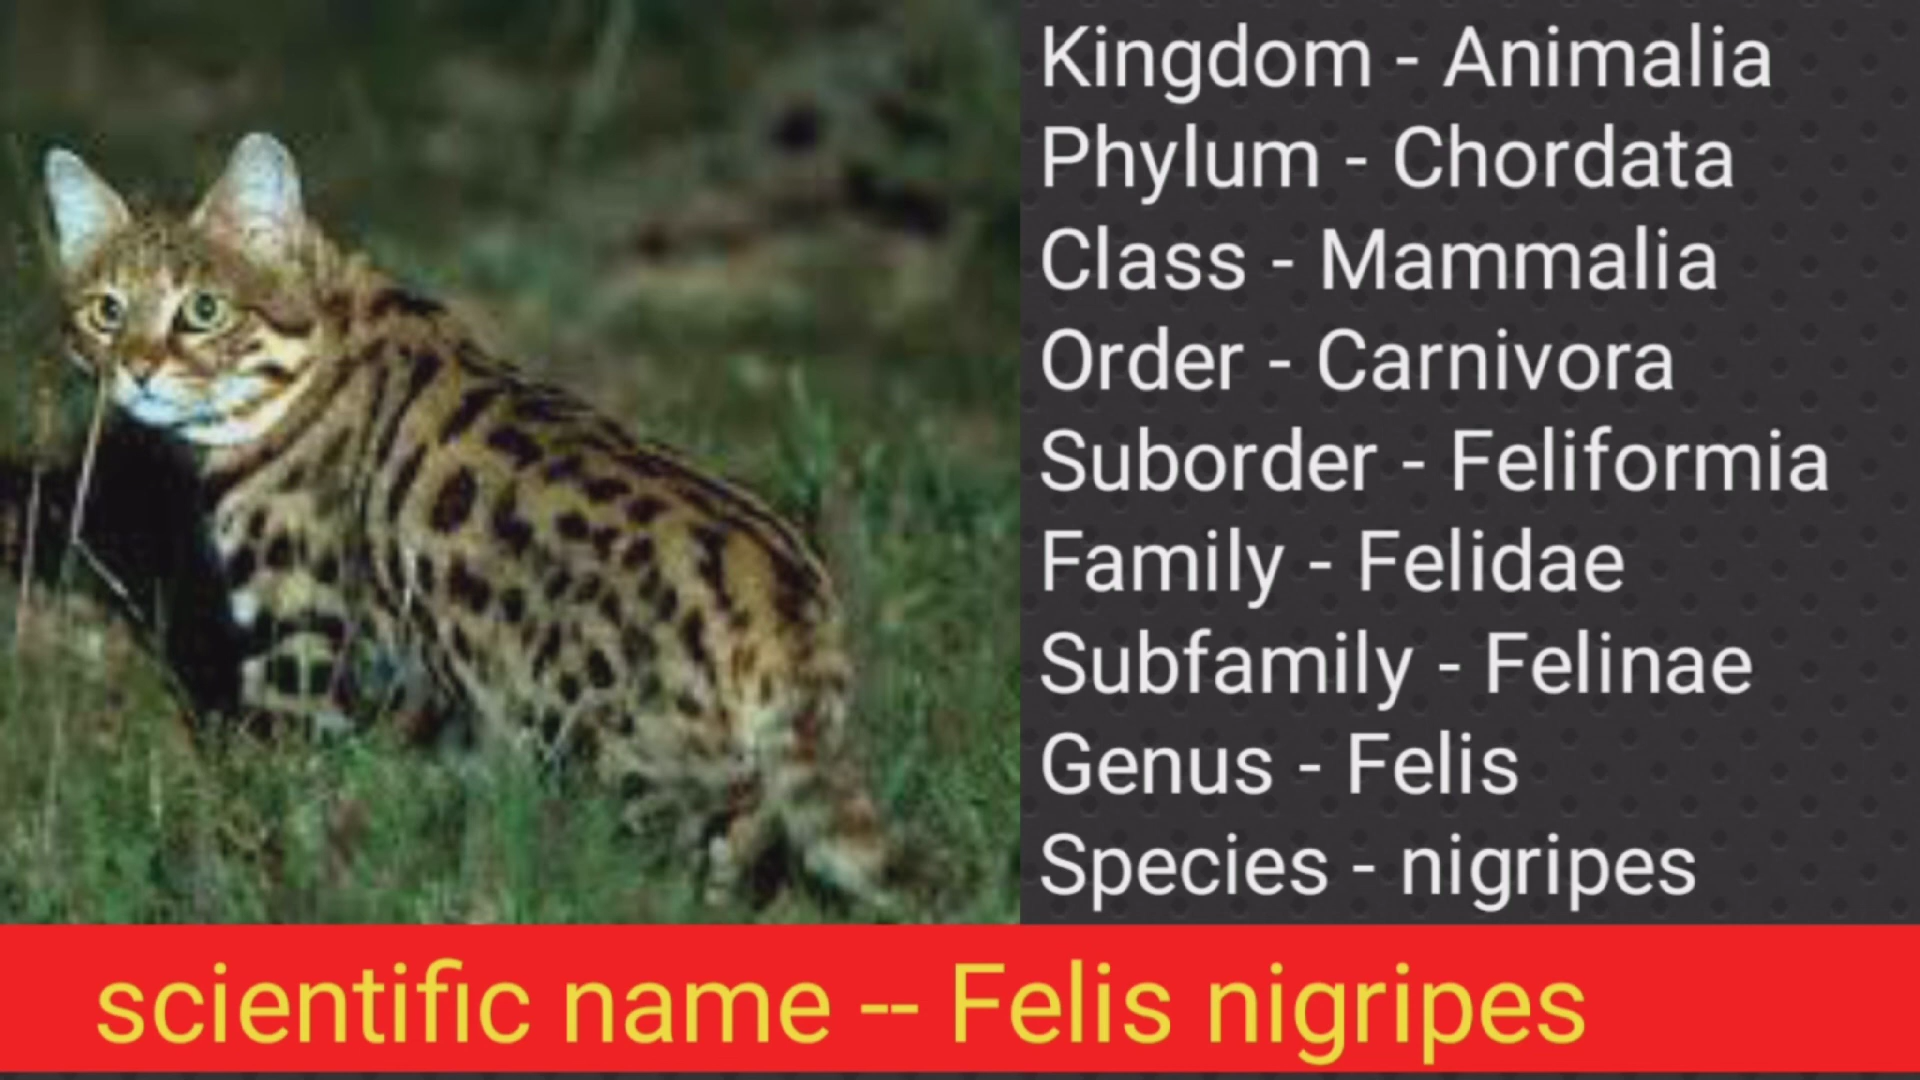 Kingdom - Animalia
Phylum - Chordata
Class - Mammalia
Order - Carnivora
Suborder - Feliformia
Family - Felidae
Subfamily - Felinae
Genus - Felis
Species - nigripes
scientific name -- Felis nigripes